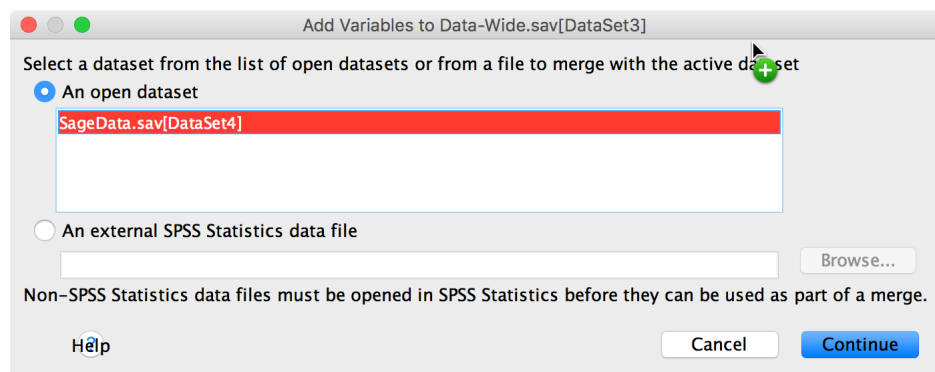 Add Variables to Data-Wide.sav[DataSet3]
Select a dataset from the list of open datasets or from a file to merge with the active dataset
An open dataset
SageData.sav[DataSet4]
An external SPSS Statistics data file
Browse...
Non-SPSS Statistics data files must be opened in SPSS Statistics before they can be used as part of a merge.
Help
Cancel
Continue